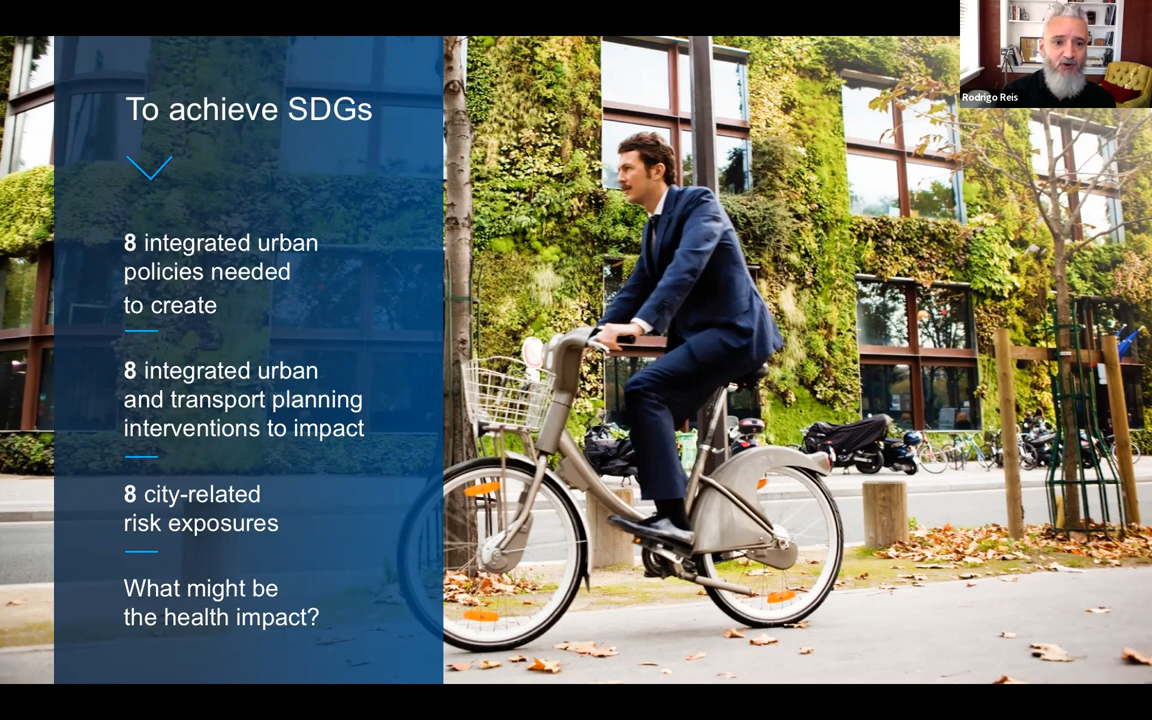 To achieve SDGs
8 integrated urban
policies needed
to create
8 integrated urban
and transport planning
interventions to impact
8 city-related
risk exposures
What might be
the health impact?
Rodrigo Reis